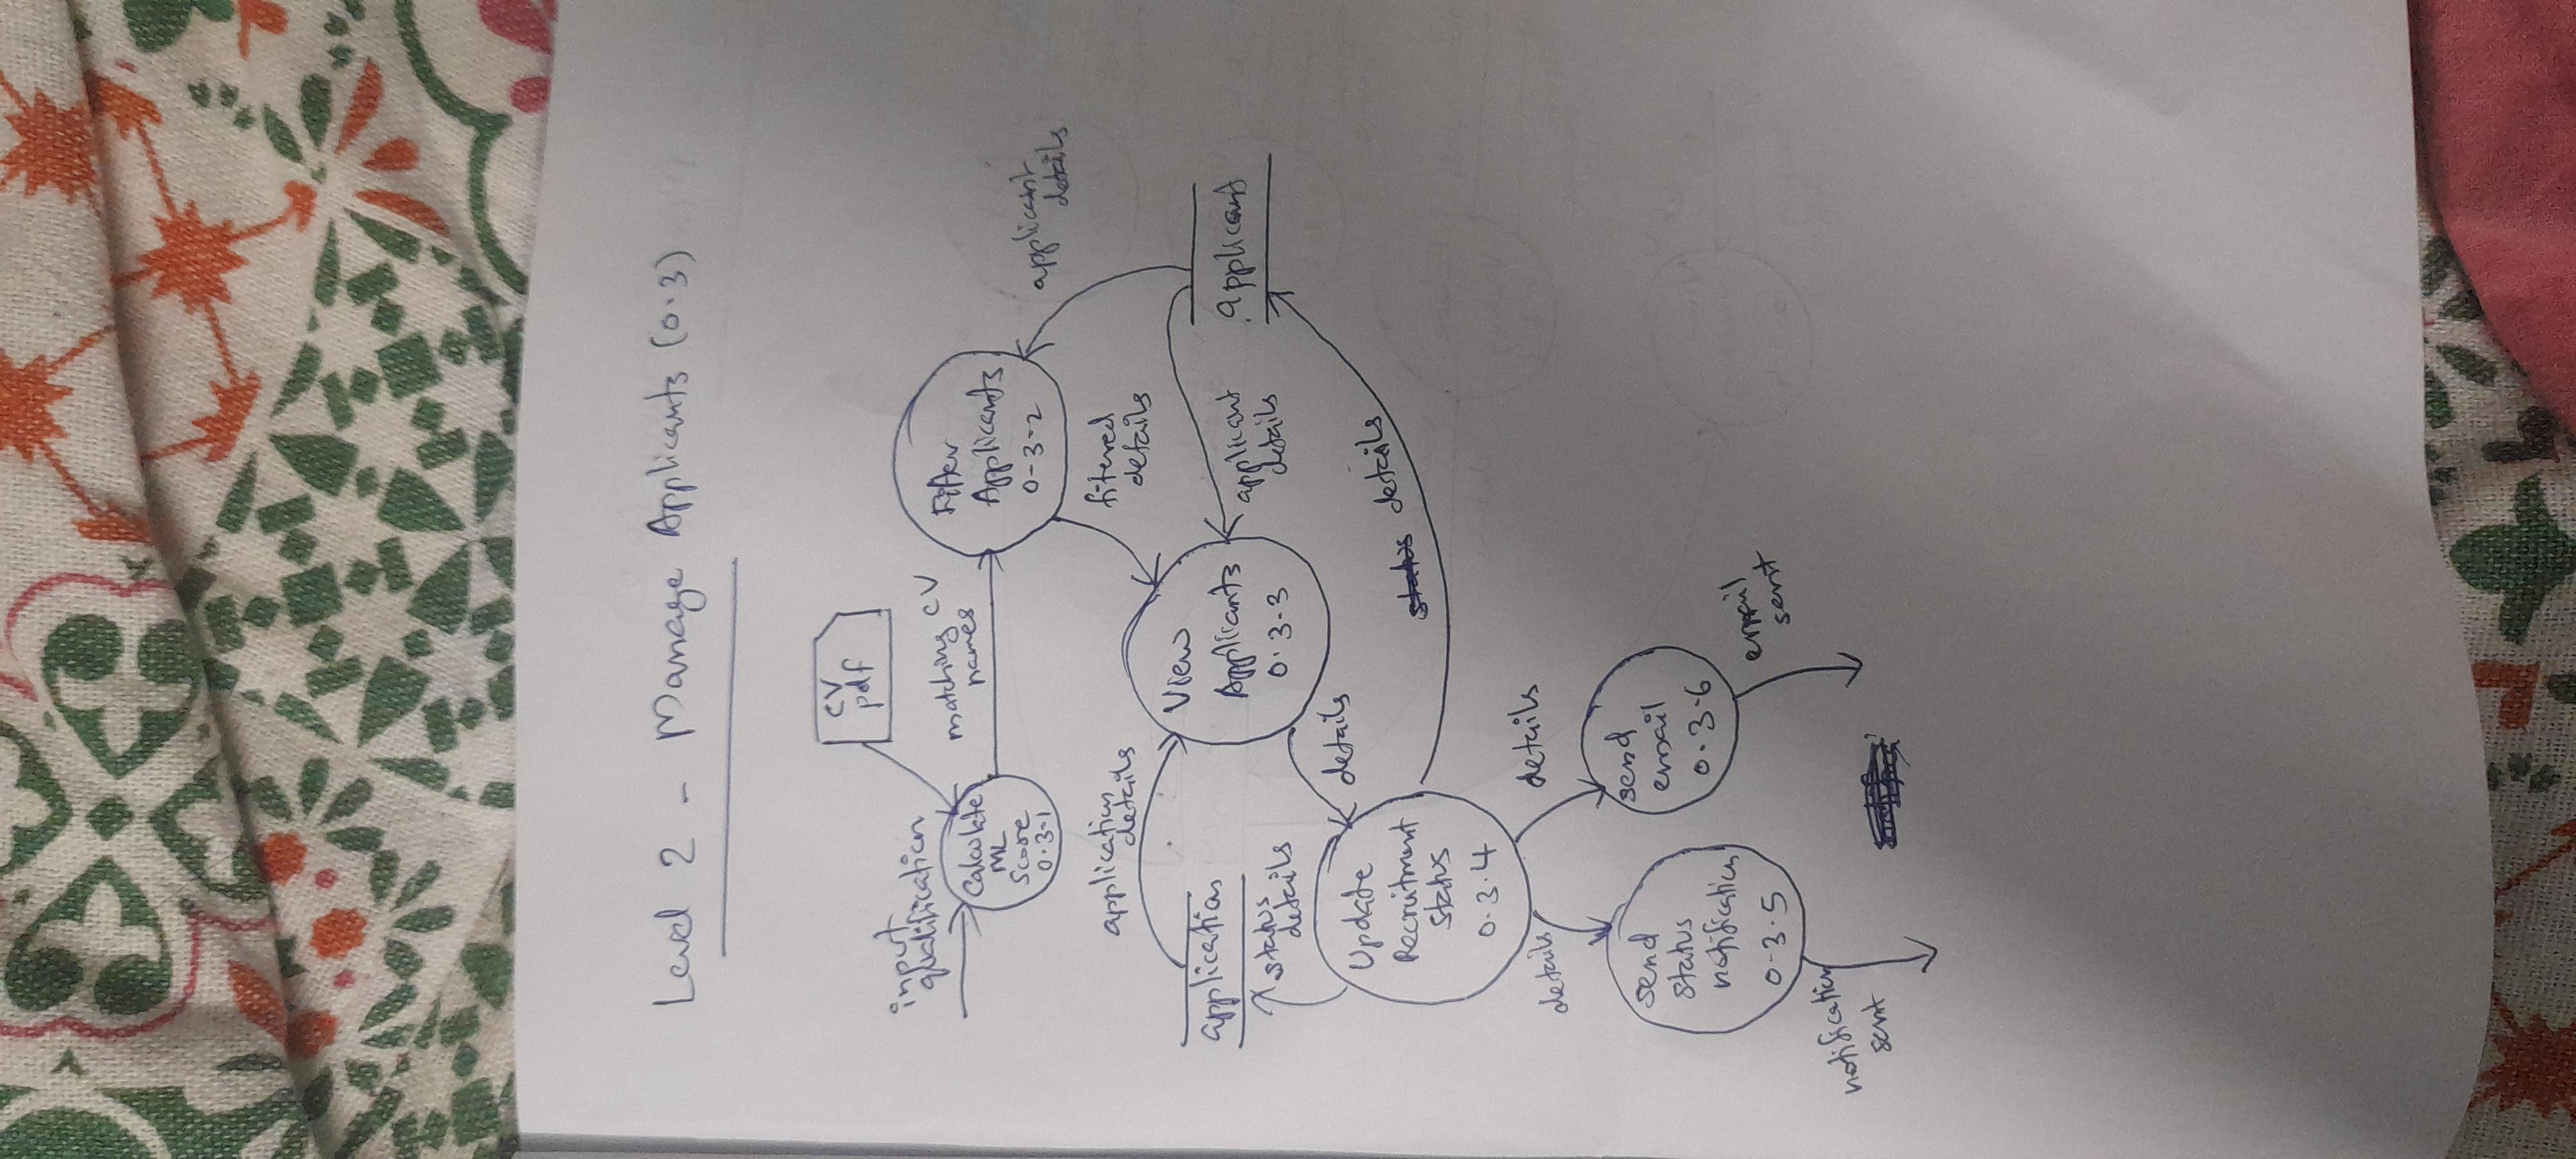 Level 2 - Manage Applicants (0.3)
CV
pdf
input
qualification
matching CV
names
Calculate
ML
Score
0.3.1
Filter
Applicants
0-3-2
applicant
details
application
details
fitered
details
View
Applicants
0.3-3
application
applicant
details
applicant
status
details
details
Update
Recruitment
status
0.3.4
status details
details
details
send
status
notification
0-3.5
send
email
0.3.6
email
sent
notification
sent